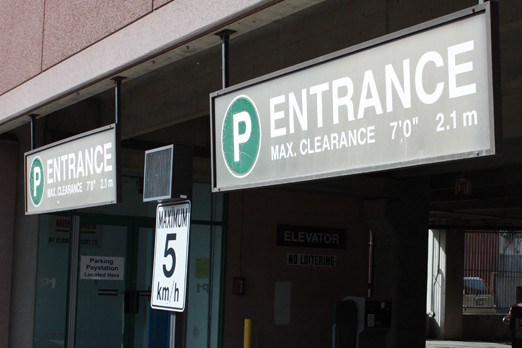 P ENTRANCE
MAX. CLEARANCE 7'0" 2.1 m
P ENTRANCE
MAX. CLEARANCE 7'0" 2.1 m
MAXIMUM
5
km/h
Parking
Paystation
Located Here
ELEVATOR
NO LOITERING